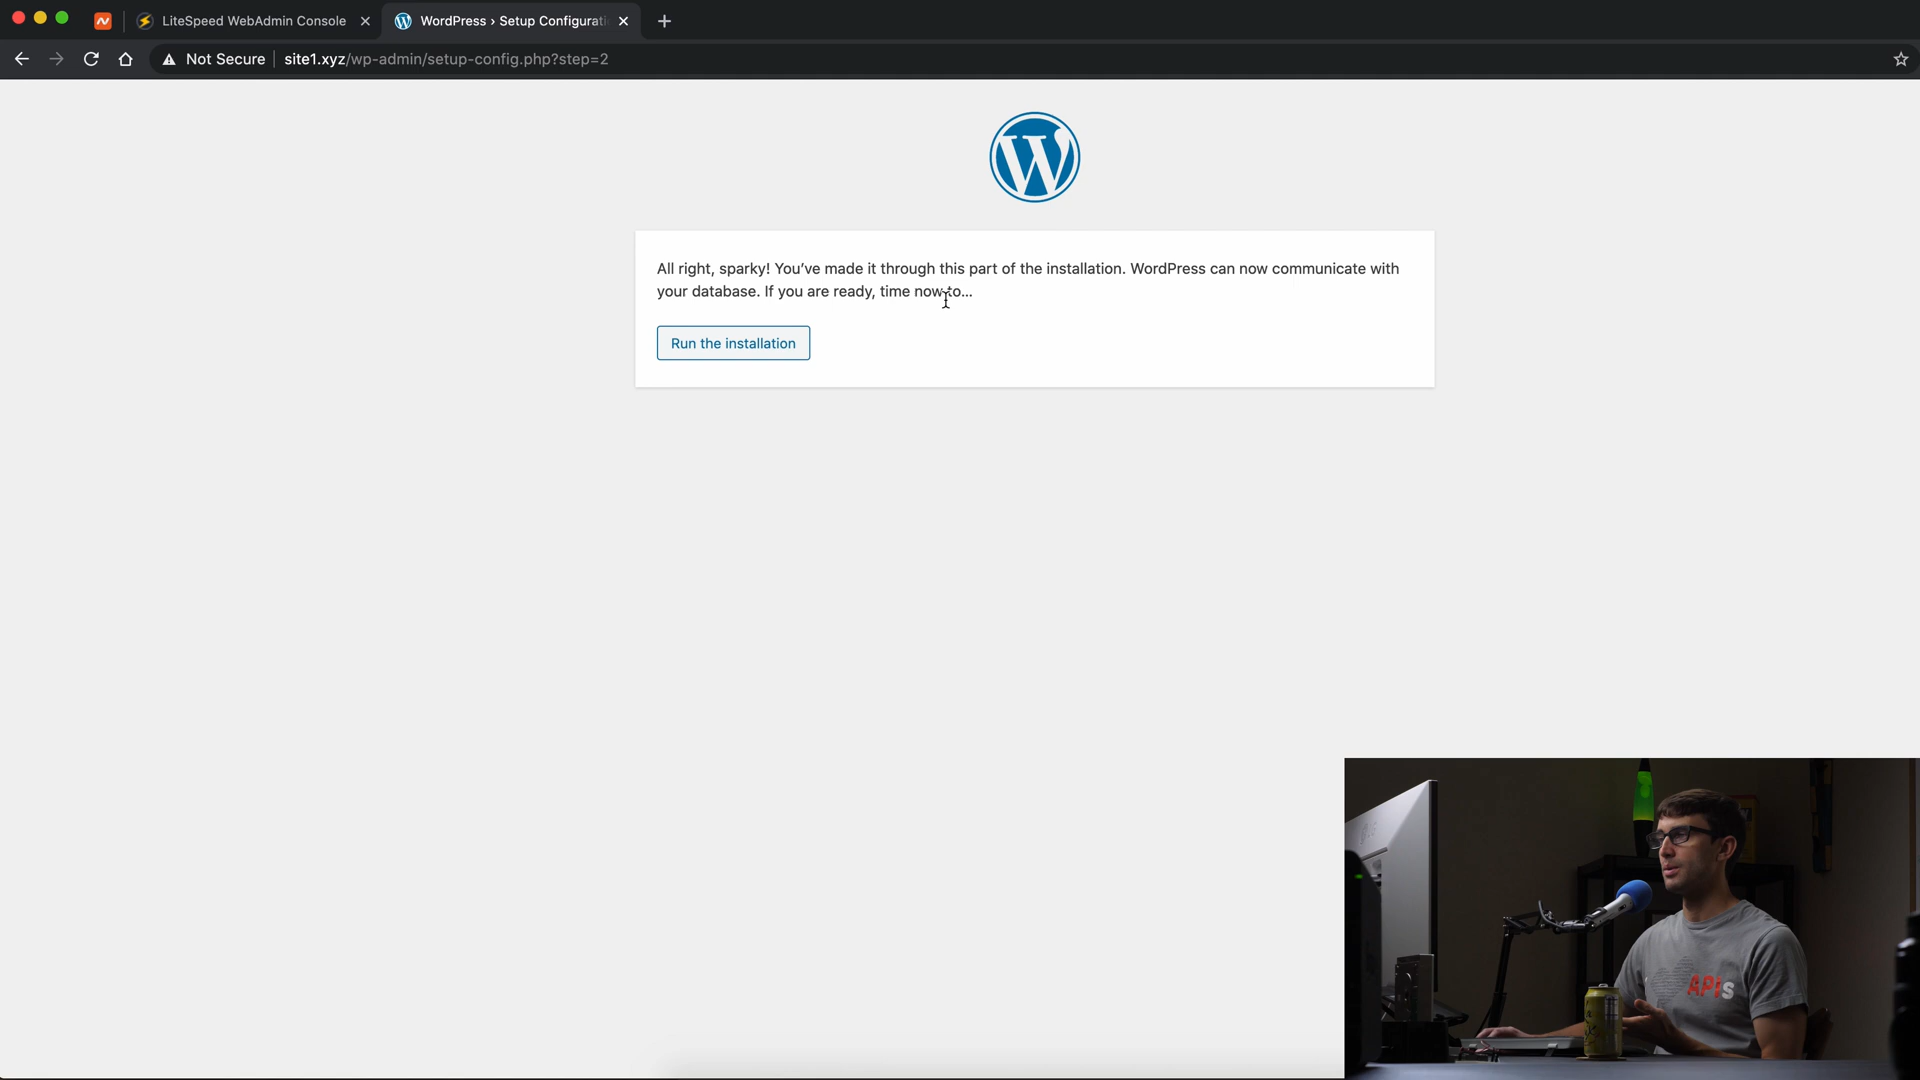 LiteSpeed WebAdmin Console
WordPress › Setup Configurati
Not Secure
site1.xyz/wp-admin/setup-config.php?step=2
All right, sparky! You’ve made it through this part of the installation. WordPress can now communicate with
your database. If you are ready, time now to…
Run the installation
LG
APIs